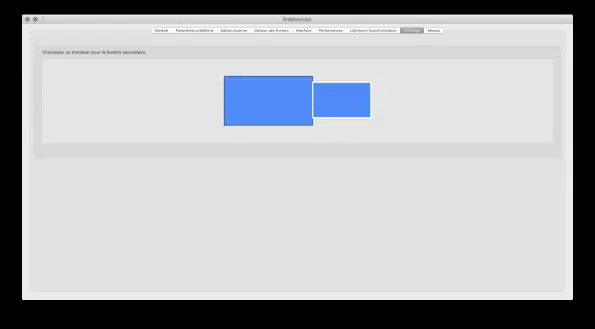 Préférences
Général Paramètres prédéfinis Edition externe Gestion des fichiers Interface Performances Lightroom Synchronisation Affichage Réseau
Choisissez un moniteur pour la fenêtre secondaire.